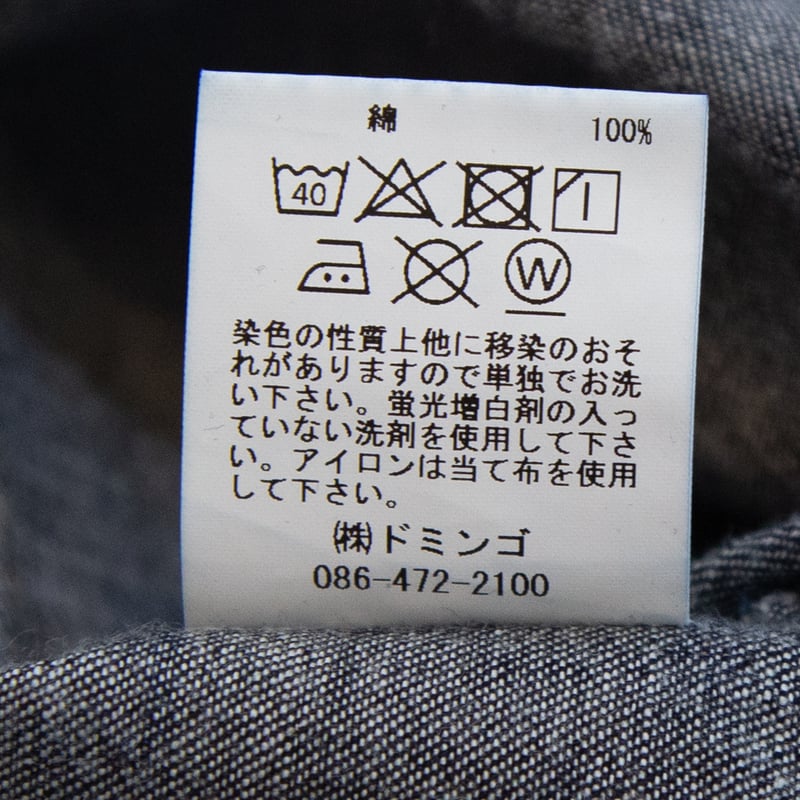 綿 100%
40
W
染色の性質上他に移染のおそ
れがありますので単独でお洗
い下さい。蛍光増白剤の入っ
ていない洗剤を使用して下さ
い。アイロンは当て布を使用
して下さい。
㈱ドミンゴ
086-472-2100